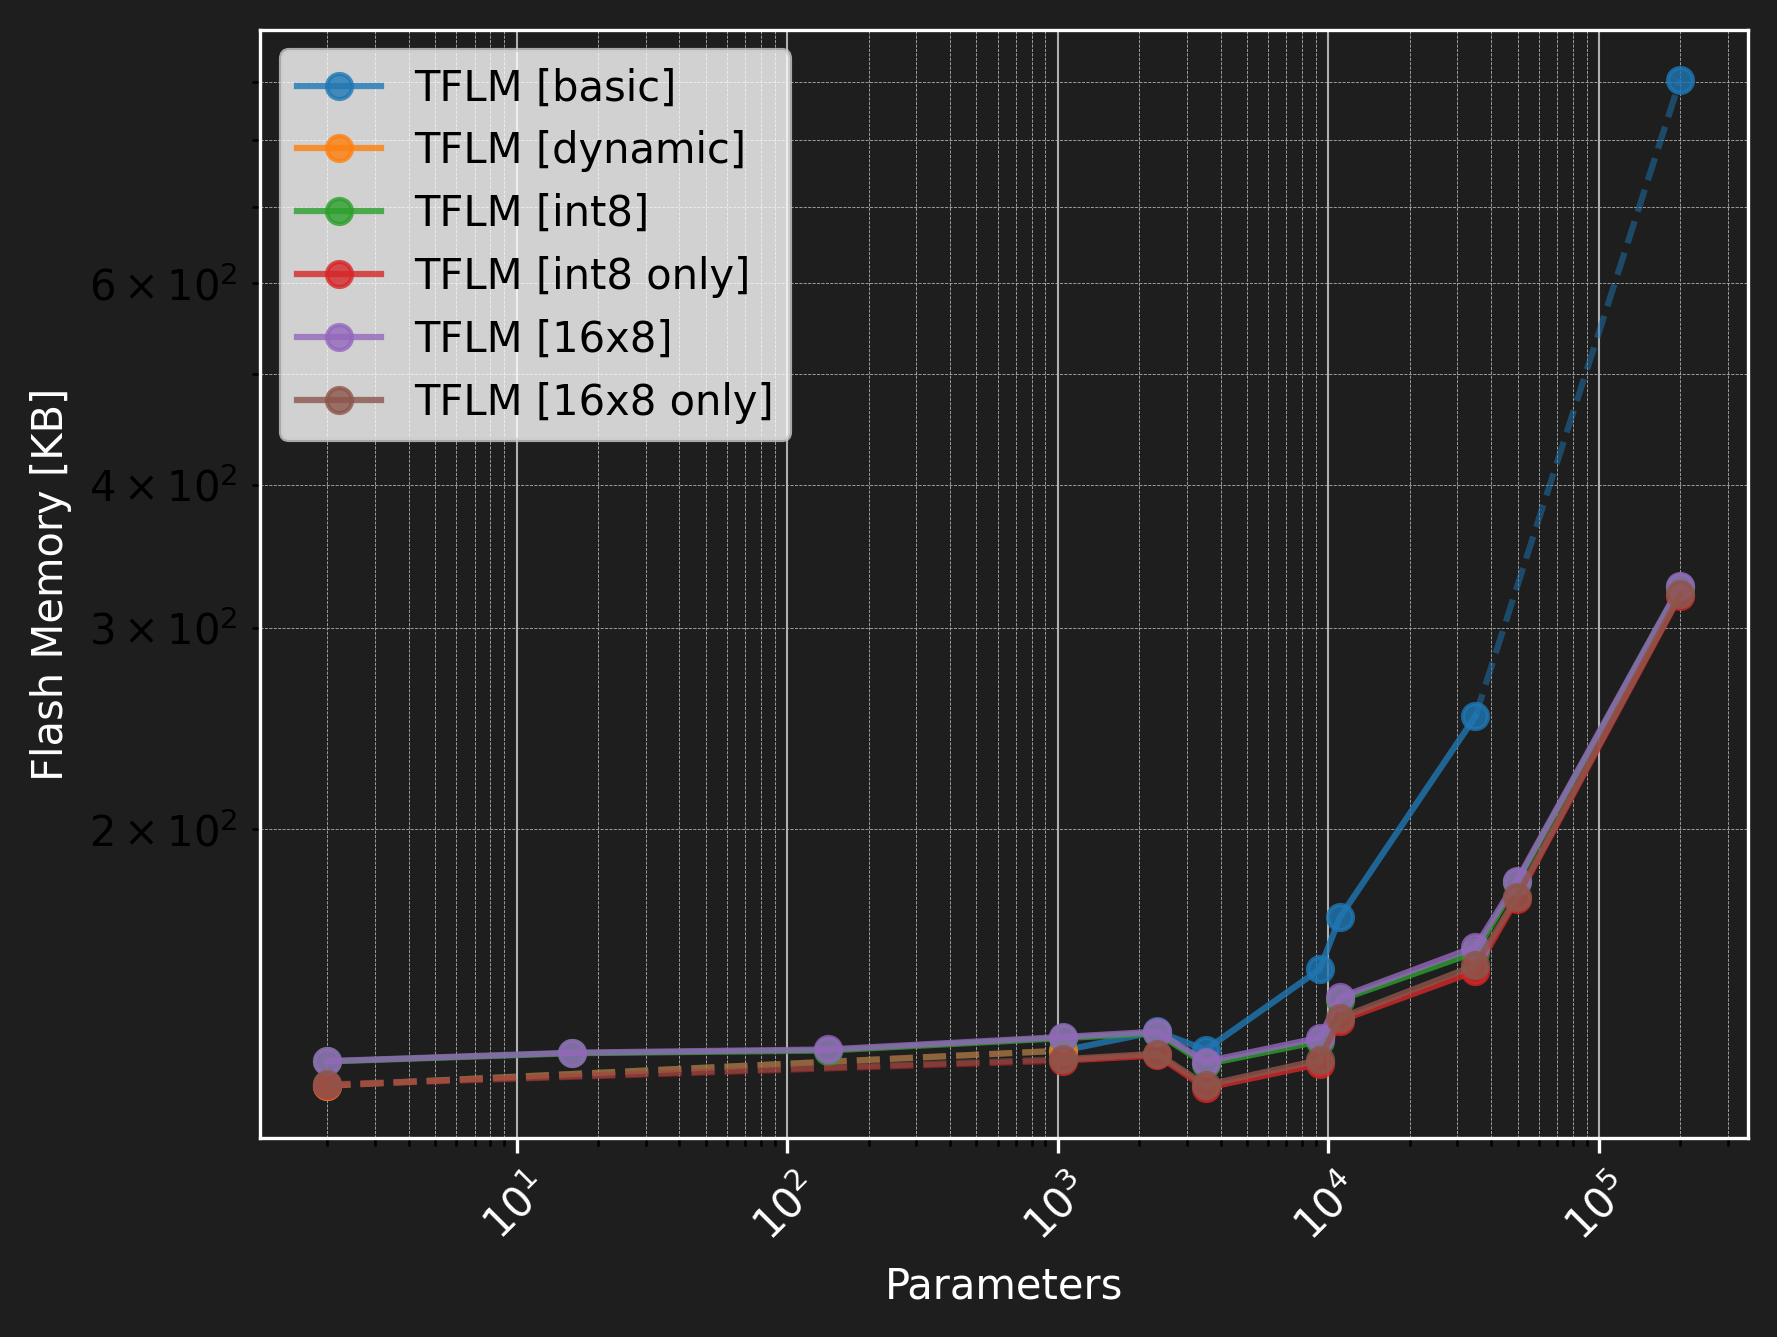 TFLM [basic]
TFLM [dynamic]
TFLM [int8]
TFLM [int8 only]
TFLM [16x8]
TFLM [16x8 only]
6 × 10²
4 × 10²
3 × 10²
2 × 10²
Flash Memory [KB]
10¹ 10² 10³ 10⁴ 10⁵
Parameters